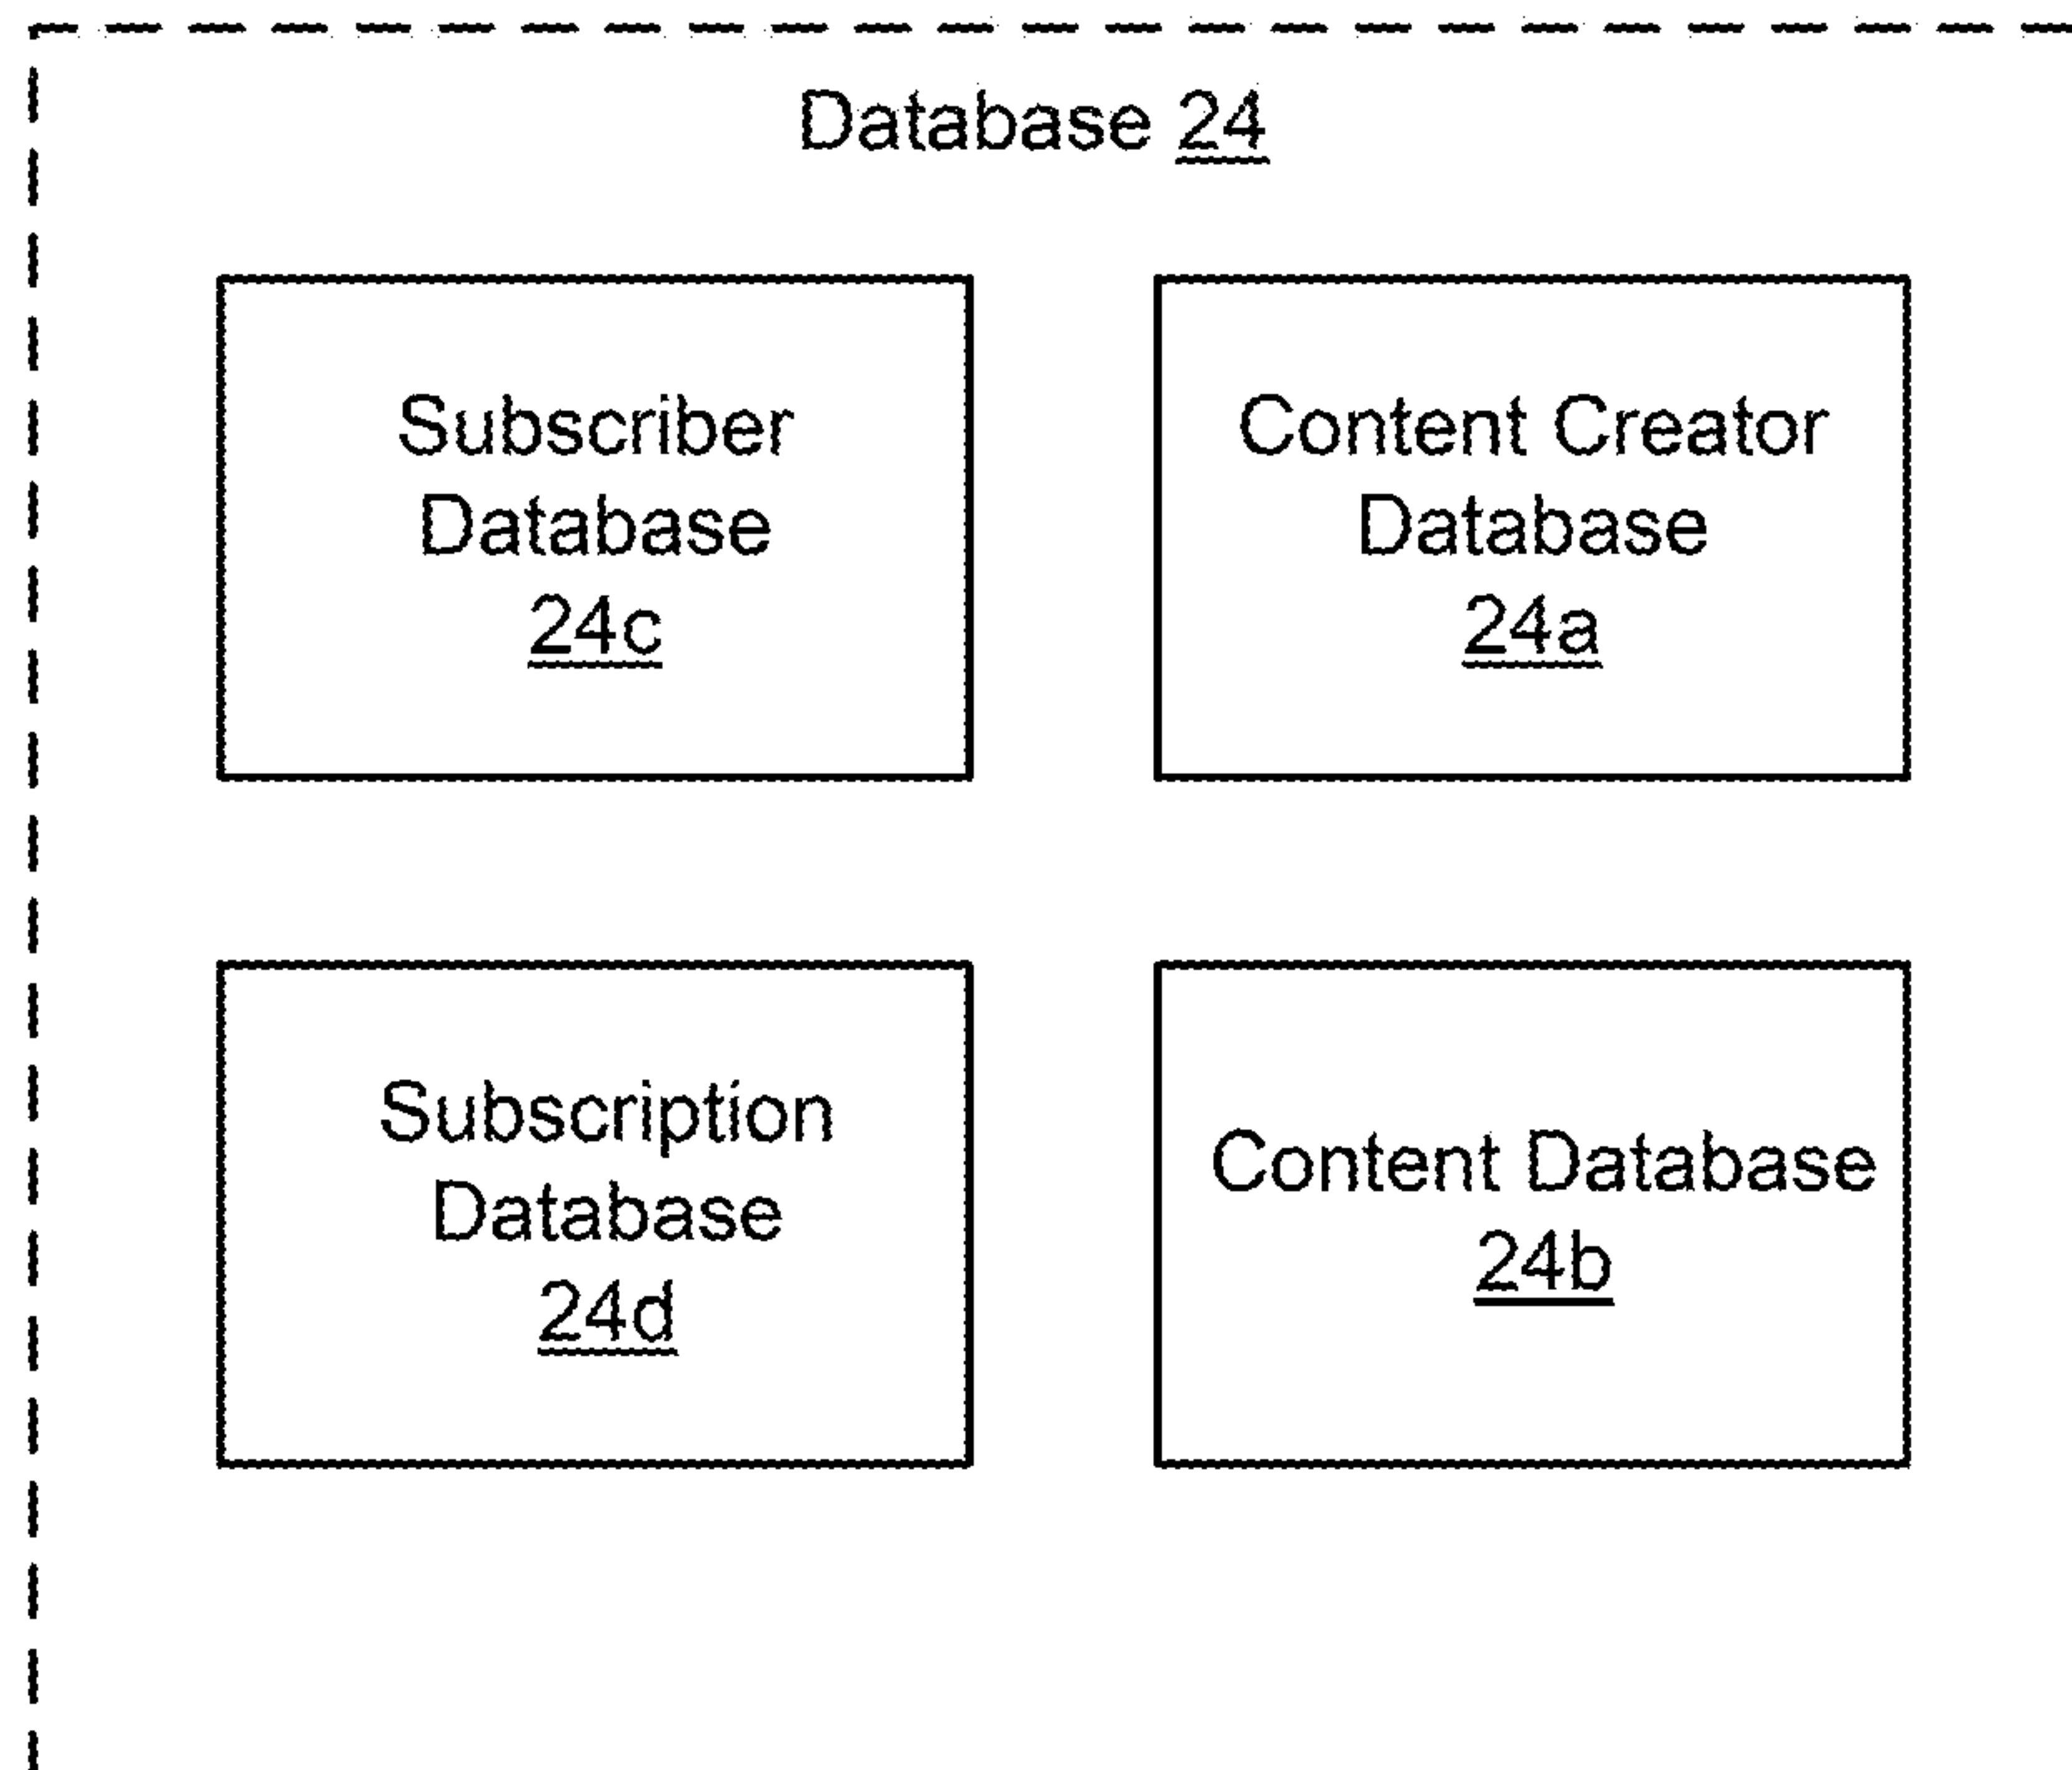 Database 24
Subscriber
Database
24c
Content Creator
Database
24a
Subscription
Database
24d
Content Database
24b